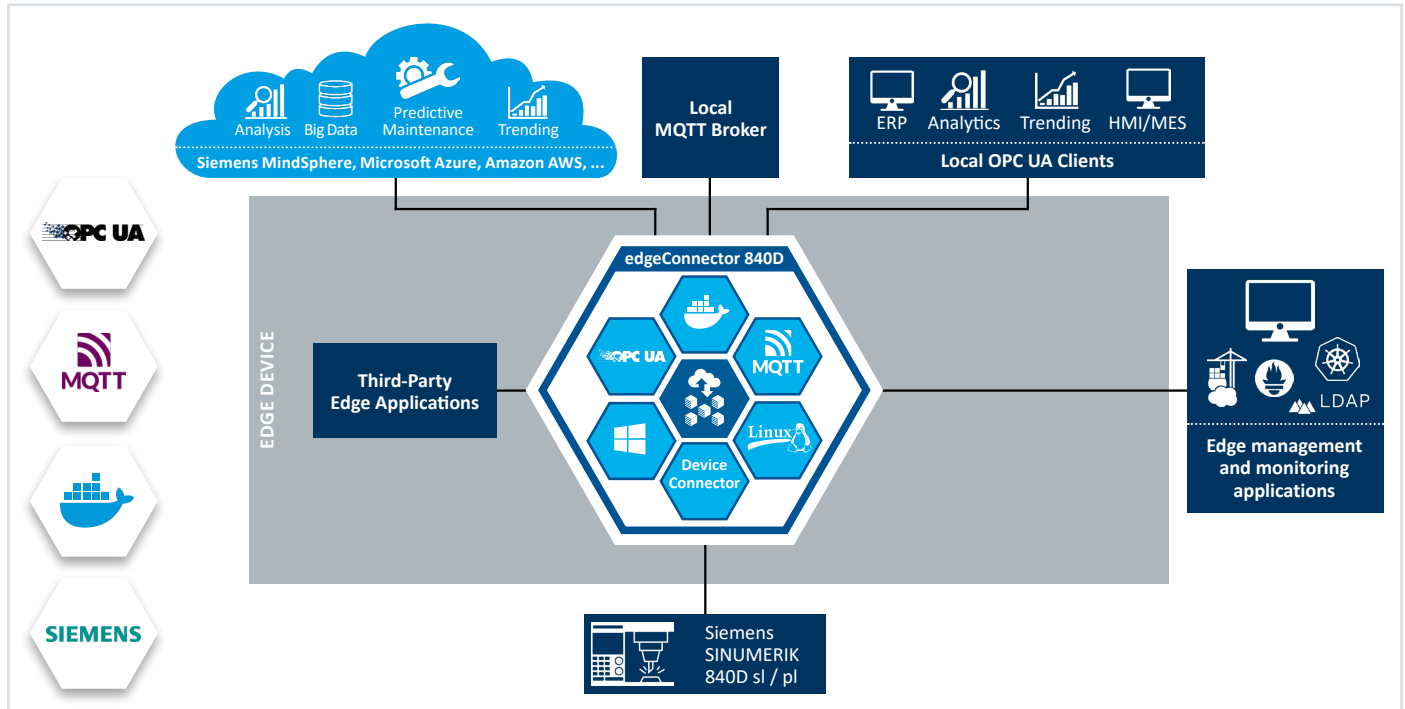 Analysis
Big Data
Predictive
Maintenance
Trending
Siemens MindSphere, Microsoft Azure, Amazon AWS, ...
Local
MQTT Broker
ERP
Analytics
Trending
HMI/MES
Local OPC UA Clients
OPC UA
MQTT
SIEMENS
EDGE DEVICE
Third-Party
Edge Applications
edgeConnector 840D
OPC UA
MQTT
Linux
Device
Connector
LDAP
Edge management
and monitoring
applications
Siemens
SINUMERIK
840D sl / pl